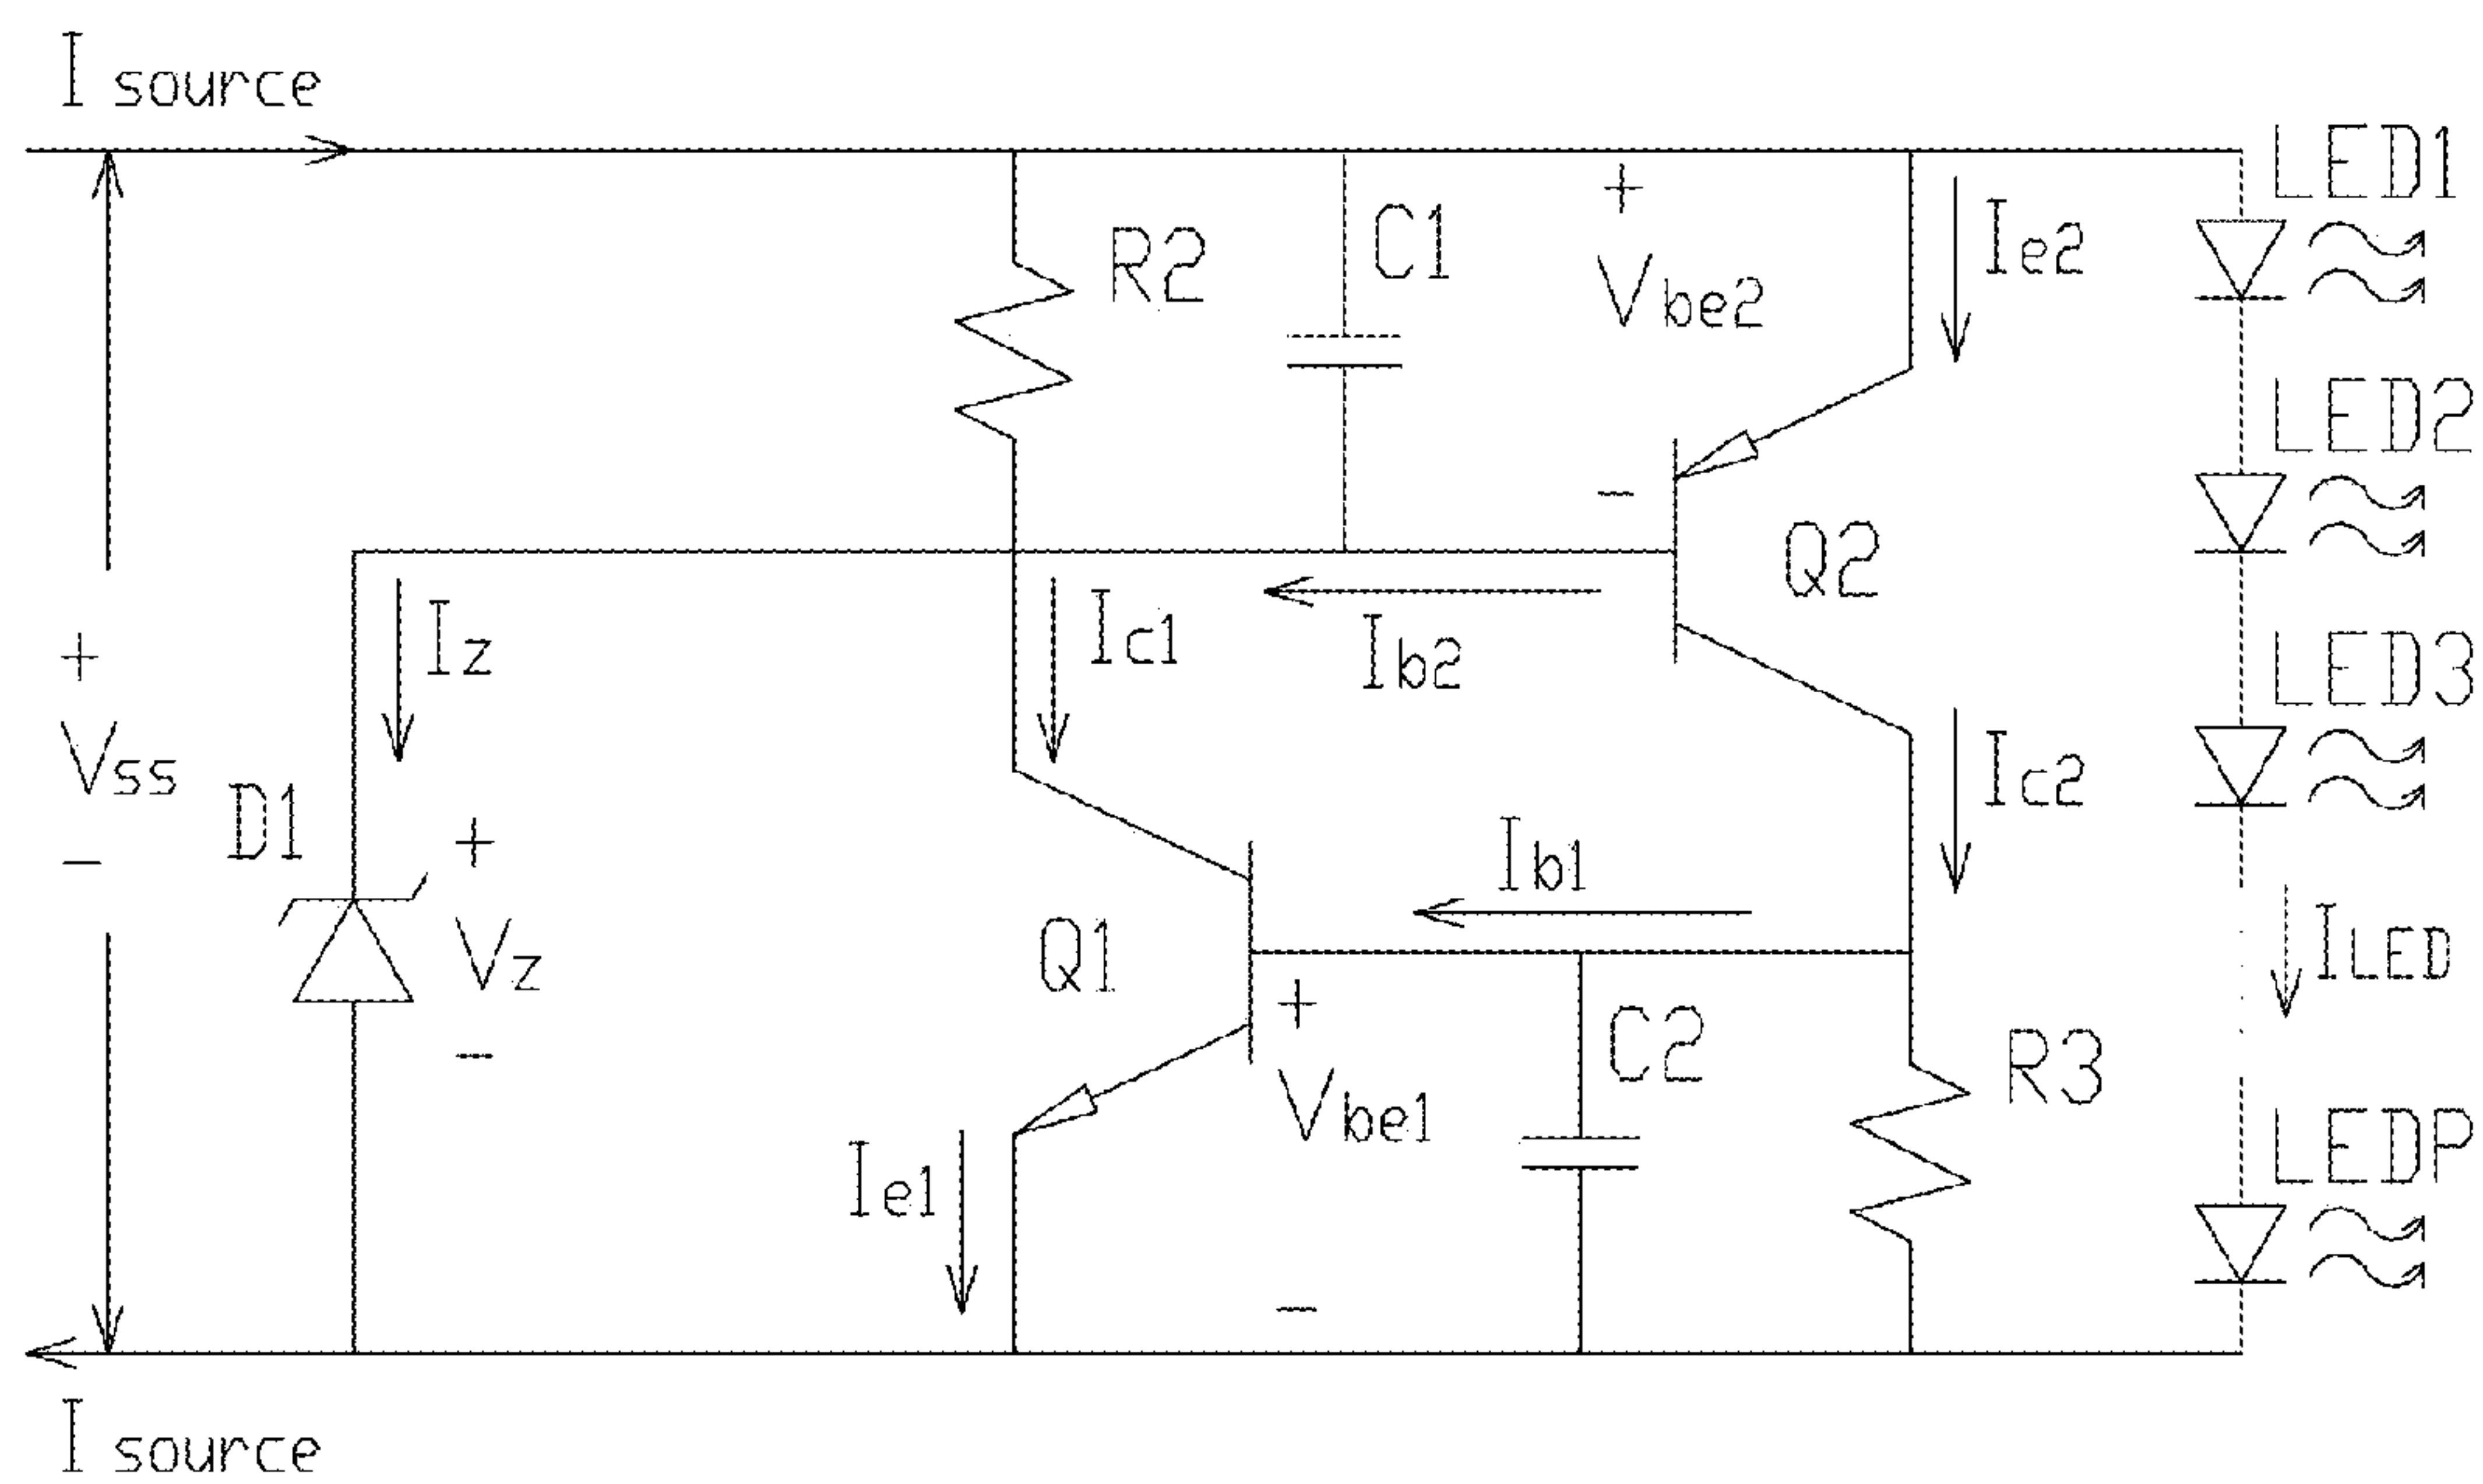 I source
LED1
R2
C1
+
Vbe2
-
Ie2
LED2
Q2
Iz
Ic1
Ib2
LED3
+
Vss
-
D1
+
Vz
-
Ic2
Ib1
Q1
+
Vbe1
-
C2
ILED
R3
Ie1
LEDP
I source